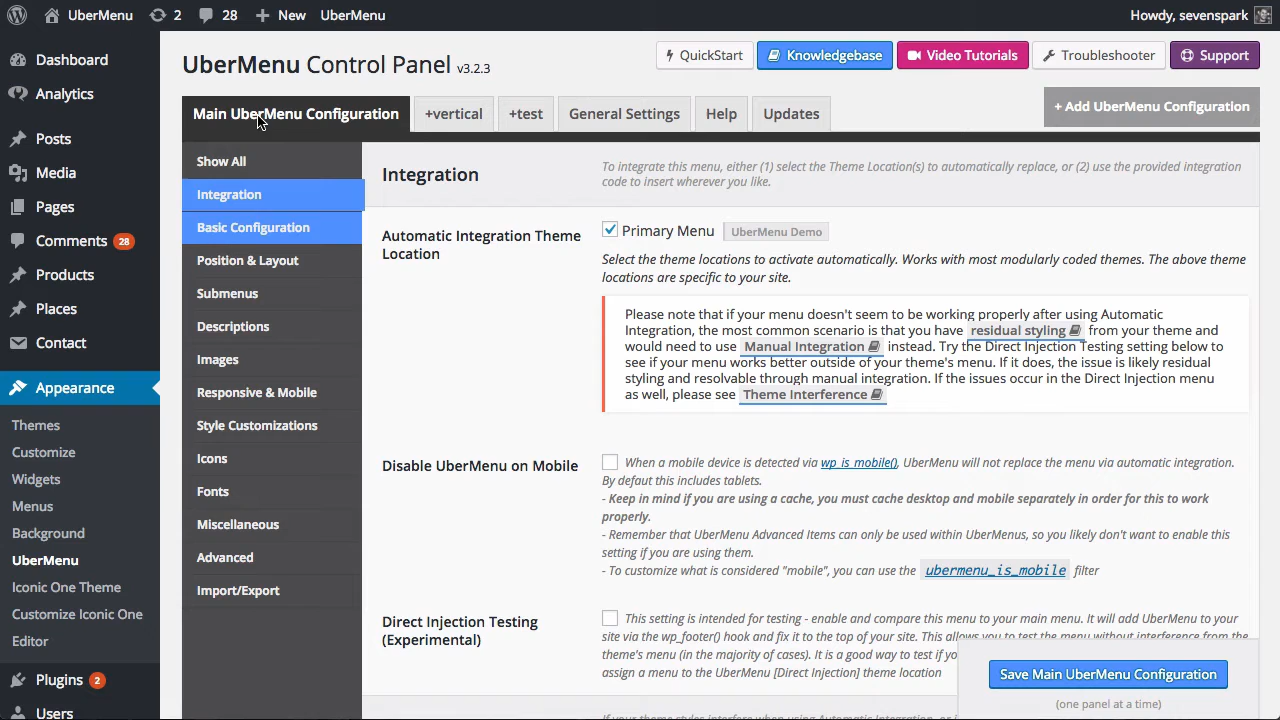 UberMenu
2
28
New
UberMenu
Howdy, sevenspark
Dashboard
Analytics
Posts
Media
Pages
Comments 28
Products
Places
Contact
Appearance
Themes
Customize
Widgets
Menus
Background
UberMenu
Iconic One Theme
Customize Iconic One
Editor
Plugins 2
Users
UberMenu Control Panel v3.2.3
QuickStart
Knowledgebase
Video Tutorials
Troubleshooter
Support
Main UberMenu Configuration
+vertical
+test
General Settings
Help
Updates
+ Add UberMenu Configuration
Show All
Integration
Basic Configuration
Position & Layout
Submenus
Descriptions
Images
Responsive & Mobile
Style Customizations
Icons
Fonts
Miscellaneous
Advanced
Import/Export
Integration
To integrate this menu, either (1) select the Theme Location(s) to automatically replace, or (2) use the provided integration
code to insert wherever you like.
Automatic Integration Theme
Location
Primary Menu UberMenu Demo
Select the theme locations to activate automatically. Works with most modularly coded themes. The above theme
locations are specific to your site.
Please note that if your menu doesn't seem to be working properly after using Automatic
Integration, the most common scenario is that you have residual styling from your theme and
would need to use Manual Integration instead. Try the Direct Injection Testing setting below to
see if your menu works better outside of your theme's menu. If it does, the issue is likely residual
styling and resolvable through manual integration. If the issues occur in the Direct Injection menu
as well, please see Theme Interference
Disable UberMenu on Mobile
When a mobile device is detected via wp_is_mobile(), UberMenu will not replace the menu via automatic integration.
By defaut this includes tablets.
- Keep in mind if you are using a cache, you must cache desktop and mobile separately in order for this to work
properly.
- Remember that UberMenu Advanced Items can only be used within UberMenus, so you likely don't want to enable this
setting if you are using them.
- To customize what is considered "mobile", you can use the ubermenu_is_mobile filter
Direct Injection Testing
(Experimental)
This setting is intended for testing - enable and compare this menu to your main menu. It will add UberMenu to your
site via the wp_footer() hook and fix it to the top of your site. This allows you to test the menu without interference from the
theme's menu (in the majority of cases). It is a good way to test if
assign a menu to the UberMenu [Direct Injection] theme location
If your theme styles interfere when using Automatic Integration, or
Save Main UberMenu Configuration
(one panel at a time)